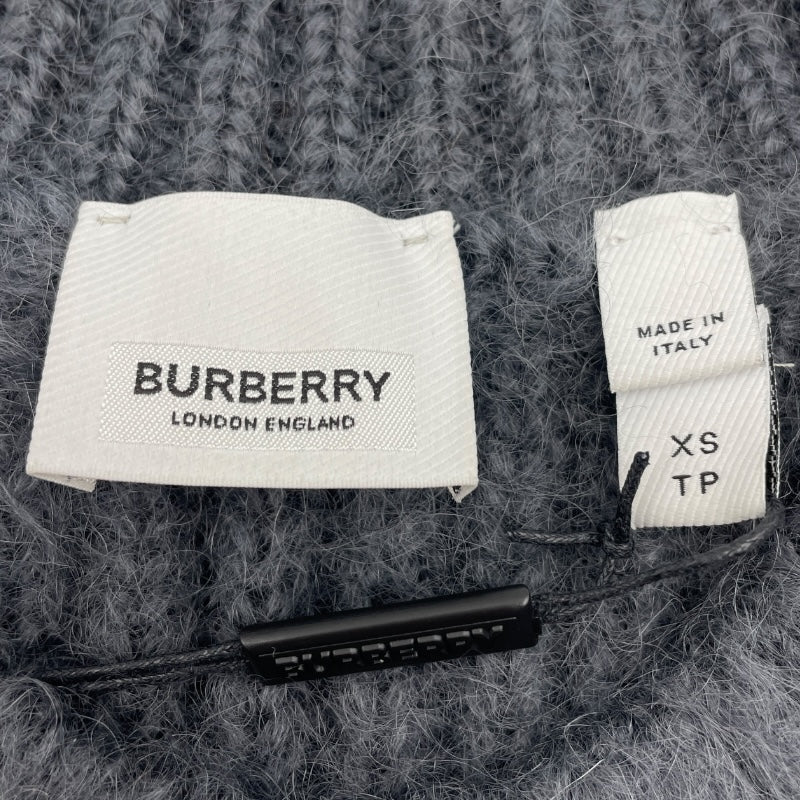 BURBERRY
LONDON ENGLAND
MADE IN
ITALY
XS
TP
BURBERRY